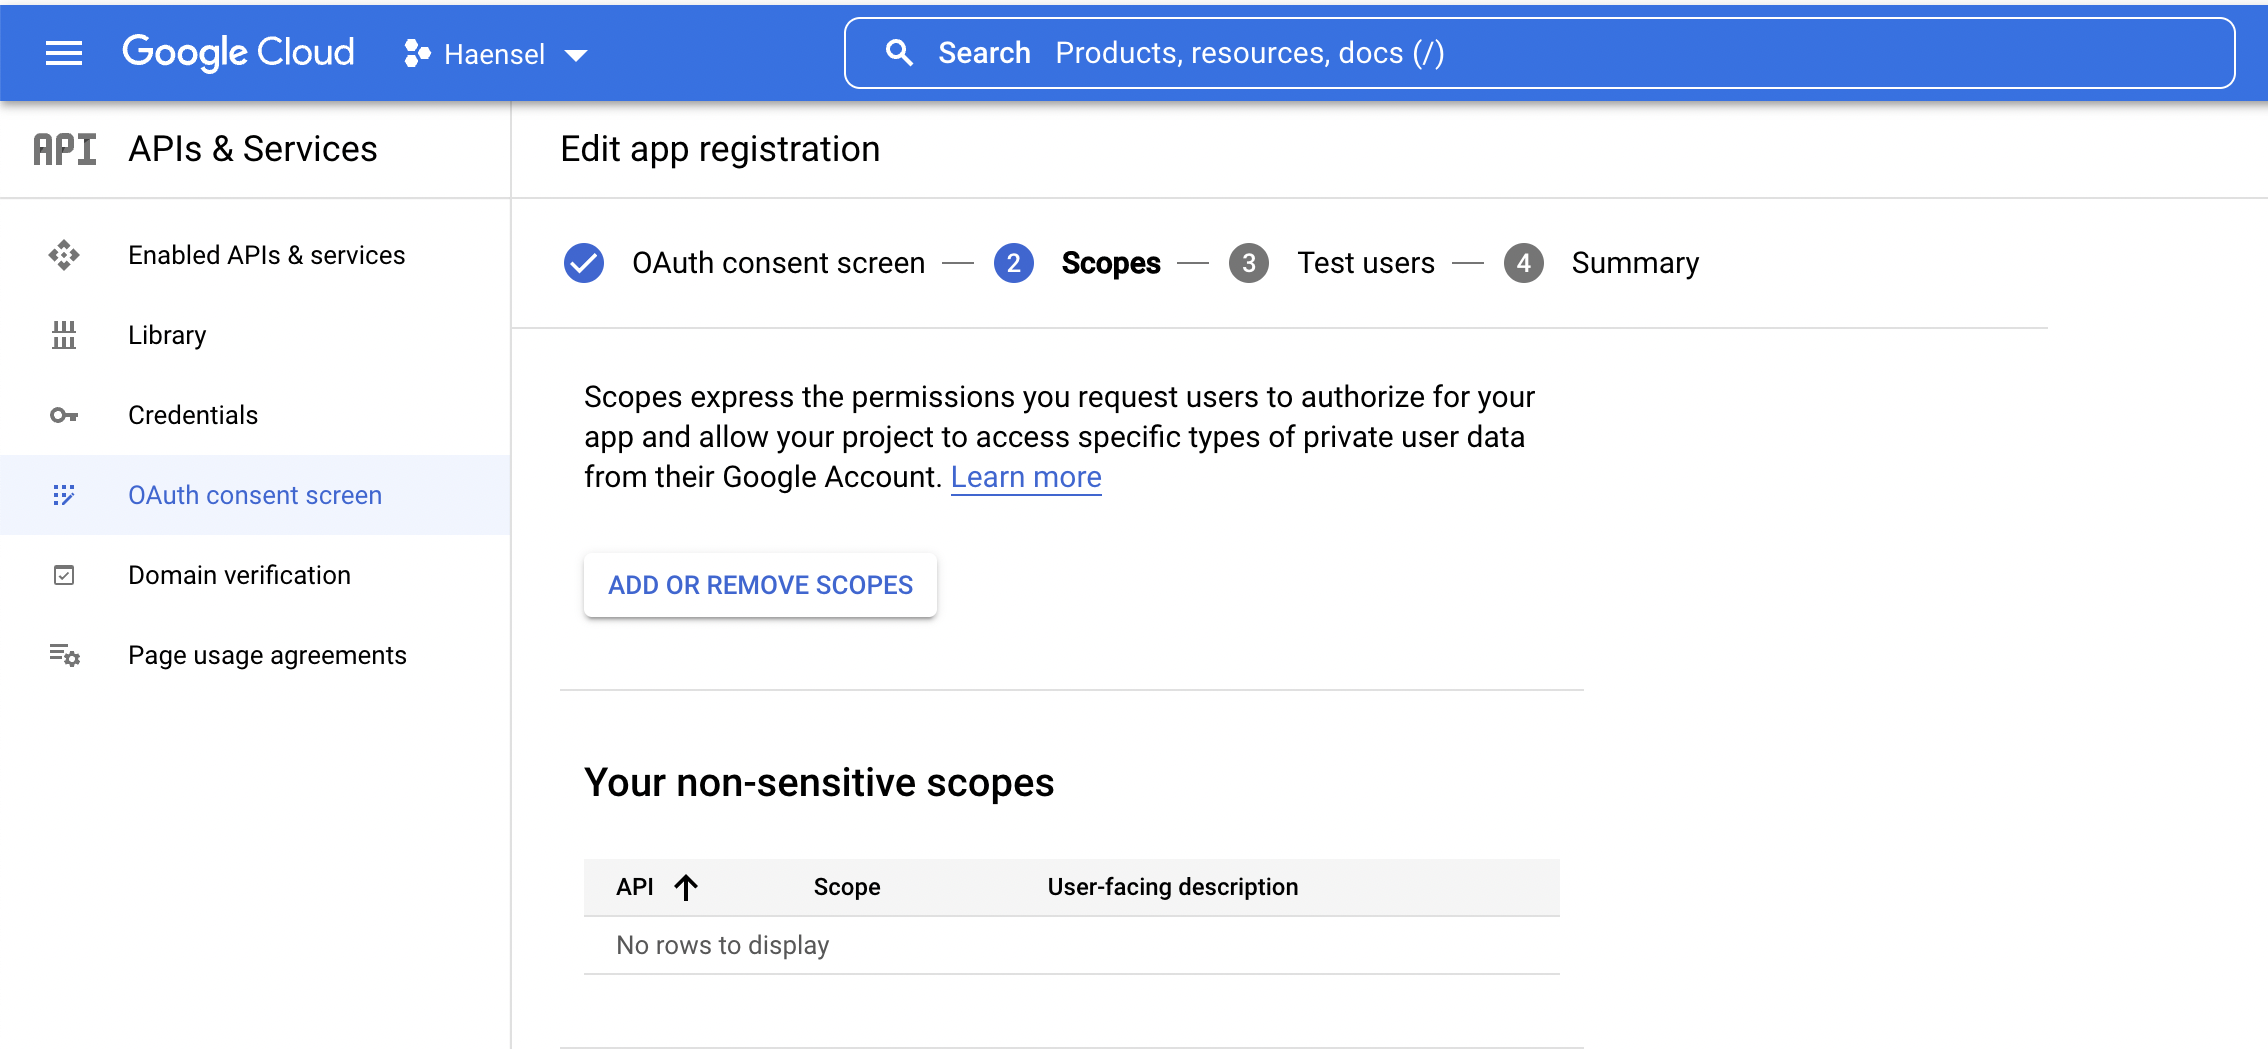 Google Cloud
Haensel
Search Products, resources, docs (/)
API APIs & Services
Edit app registration
Enabled APIs & services
Library
Credentials
OAuth consent screen
Domain verification
Page usage agreements
OAuth consent screen — 2 Scopes — 3 Test users — 4 Summary
Scopes express the permissions you request users to authorize for your
app and allow your project to access specific types of private user data
from their Google Account. Learn more
ADD OR REMOVE SCOPES
Your non-sensitive scopes
API Scope User-facing description
No rows to display